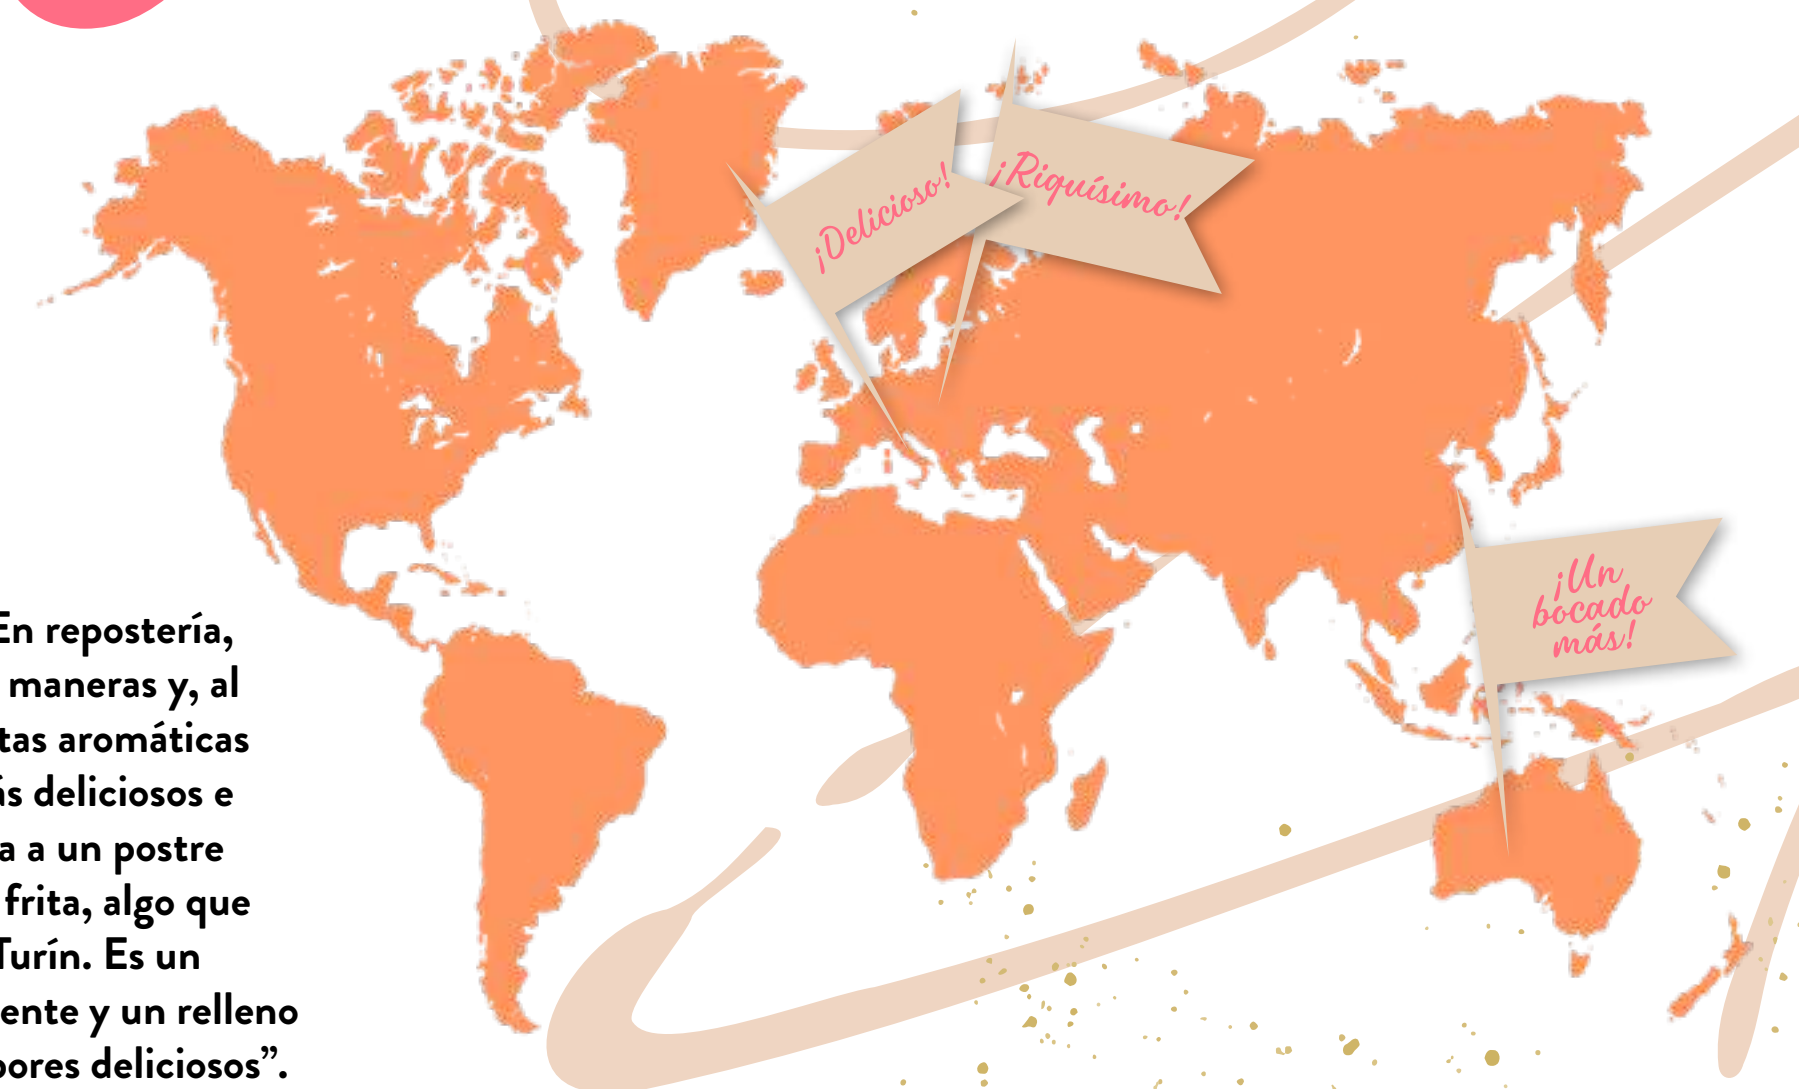 ¡Delicioso!
¡Riquísimo!
¡Un
bocado
más!
En repostería,
maneras y, al
tas aromáticas
ás deliciosos e
a a un postre
frita, algo que
Turín. Es un
ente y un relleno
bores deliciosos”.